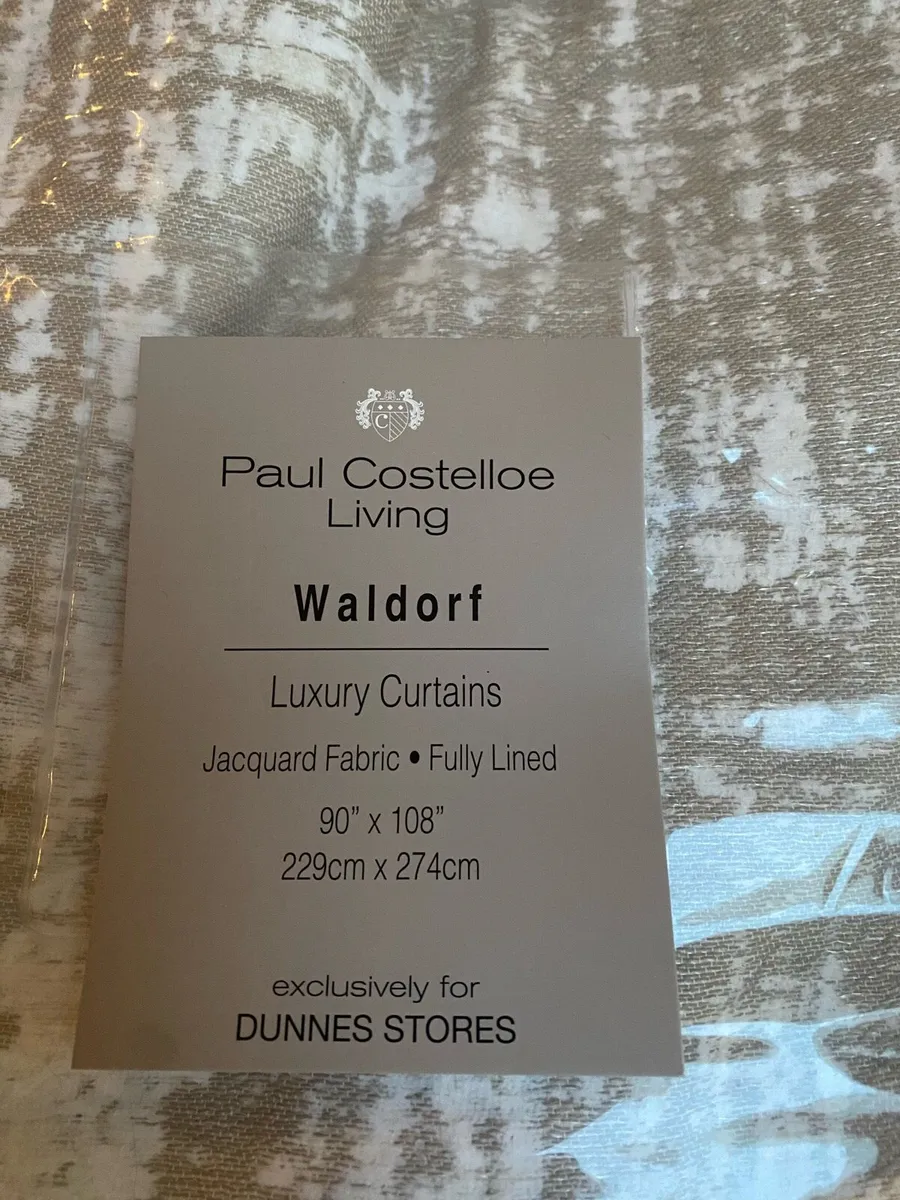 C
Paul Costelloe
Living
Waldorf
Luxury Curtains
Jacquard Fabric • Fully Lined
90” x 108”
229cm x 274cm
exclusively for
DUNNES STORES